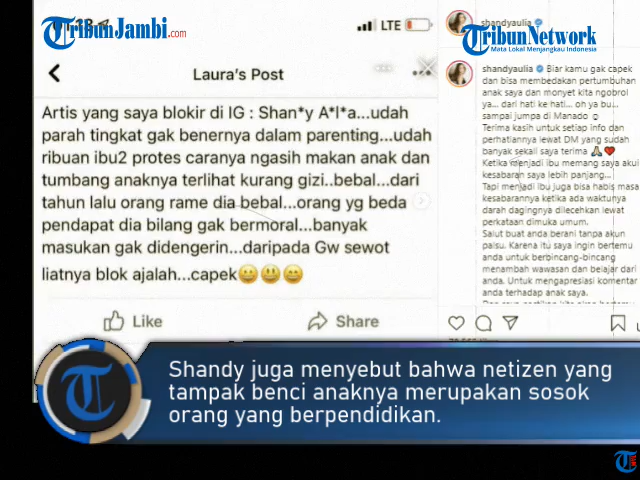 TribunJambi.com
LTE
Laura's Post
Artis yang saya blokir di IG : Shan*y A*l*a...udah
parah tingkat gak benernya dalam parenting...udah
ribuan ibu2 protes caranya ngasih makan anak dan
tumbang anaknya terlihat kurang gizi..bebal...dari
tahun lalu orang rame dia bebal...orang yg beda
pendapat dia bilang gak bermoral...banyak
masukan gak didengerin...daripada Gw sewot
liatnya blok ajalah...capek😀😃😄
Like
Share
TribunNetwork
Mata Lokal Menjangkau Indonesia
shandyaulia
shandyaulia Biar kamu gak capek
dan bisa membedakan pertumbuhan
anak saya dan monyet kita ngobrol
ya... dari hati ke hati... oh ya bu...
sampai jumpa di Manado ☺
Terima kasih untuk setiap info dan
perhatiannya lewat DM yang sudah
banyak sekali saya terima 🙏❤
Ketika menjadi ibu memang saya akui
kesabaran saya lebih panjang...
Tapi menjadi ibu juga bisa habis masa
kesabarannya ketika ada waktunya
darah dagingnya dilecehkan lewat
perkataan dimuka umum.
Salut buat anda berani tanpa akun
palsu. Karena itu saya ingin bertemu
anda untuk berbincang-bincang
menambah wawasan dan belajar dari
anda. Untuk mengapresiasi komentar
anda terhadap anak saya.
Shandy juga menyebut bahwa netizen yang
tampak benci anaknya merupakan sosok
orang yang berpendidikan.